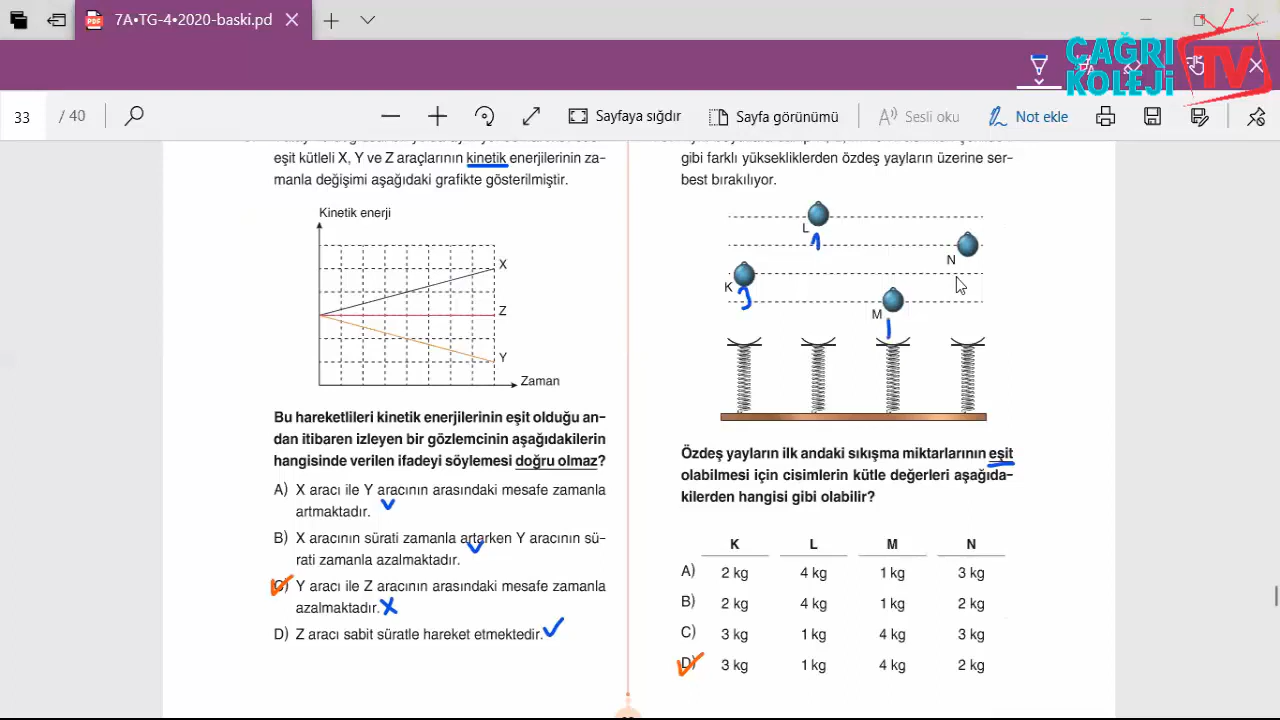 7A•TG-4•2020-baski.pd
ÇAĞRI
KOLEJİ
TV
33 / 40
Sayfaya sığdır
Sayfa görünümü
Sesli oku
Not ekle
eşit kütleli X, Y ve Z araçlarının kinetik enerjilerinin za-
manla değişimi aşağıdaki grafikte gösterilmiştir.
Kinetik enerji
X
Z
Y
Zaman
Bu hareketlileri kinetik enerjilerinin eşit olduğu an-
dan itibaren izleyen bir gözlemcinin aşağıdakilerin
hangisinde verilen ifadeyi söylemesi doğru olmaz?
A) X aracı ile Y aracının arasındaki mesafe zamanla
artmaktadır.
B) X aracının sürati zamanla artarken Y aracının sü-
rati zamanla azalmaktadır.
C) Y aracı ile Z aracının arasındaki mesafe zamanla
azalmaktadır.
D) Z aracı sabit süratle hareket etmektedir.
gibi farklı yüksekliklerden özdeş yayların üzerine ser-
best bırakılıyor.
L
N
K
M
Özdeş yayların ilk andaki sıkışma miktarlarının eşit
olabilmesi için cisimlerin kütle değerleri aşağıda-
kilerden hangisi gibi olabilir?
K L M N
A) 2 kg 4 kg 1 kg 3 kg
B) 2 kg 4 kg 1 kg 2 kg
C) 3 kg 1 kg 4 kg 3 kg
D) 3 kg 1 kg 4 kg 2 kg